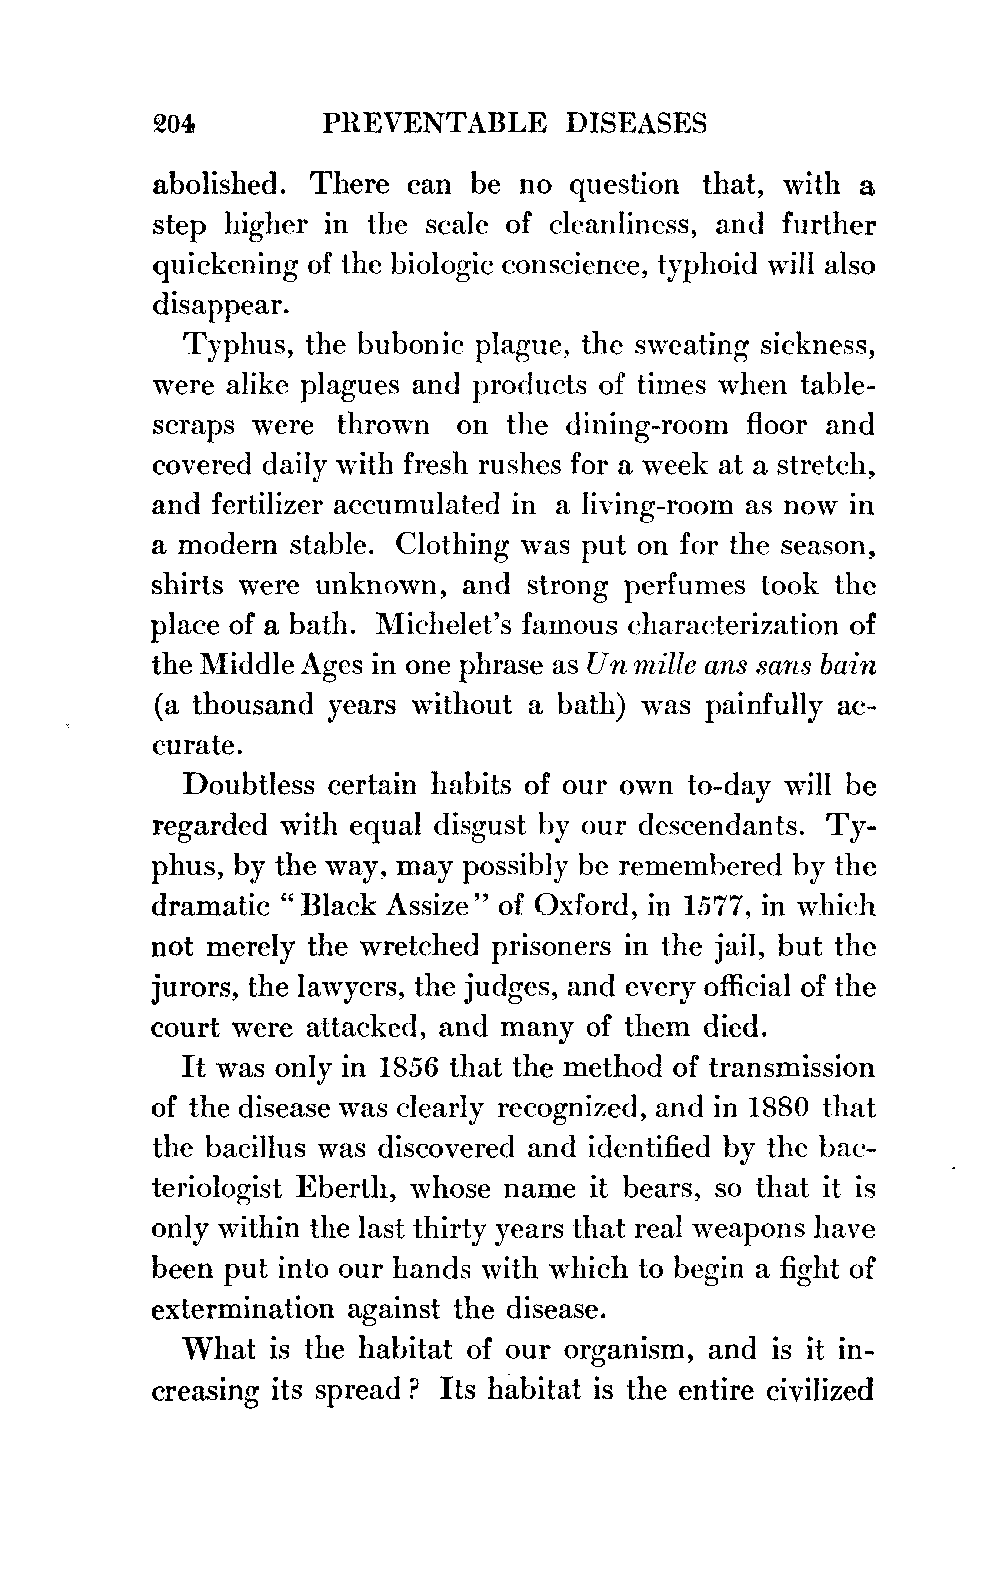 204 PREVENTABLE DISEASES
abolished. There can be no question that, with a
step higher in the scale of cleanliness, and further
quickening of the biologic conscience, typhoid will also
disappear.
Typhus, the bubonic plague, the sweating sickness,
were alike plagues and products of times when table-
scraps were thrown on the dining-room floor and
covered daily with fresh rushes for a week at a stretch,
and fertilizer accumulated in a living-room as now in
a modern stable. Clothing was put on for the season,
shirts were unknown, and strong perfumes took the
place of a bath. Michelet's famous characterization of
the Middle Ages in one phrase as Un mille ans sans bain
(a thousand years without a bath) was painfully ac-
curate.
Doubtless certain habits of our own to-day will be
regarded with equal disgust by our descendants. Ty-
phus, by the way, may possibly be remembered by the
dramatic "Black Assize" of Oxford, in 1577, in which
not merely the wretched prisoners in the jail, but the
jurors, the lawyers, the judges, and every official of the
court were attacked, and many of them died.
It was only in 1856 that the method of transmission
of the disease was clearly recognized, and in 1880 that
the bacillus was discovered and identified by the bac-
teriologist Eberth, whose name it bears, so that it is
only within the last thirty years that real weapons have
been put into our hands with which to begin a fight of
extermination against the disease.
What is the habitat of our organism, and is it in-
creasing its spread? Its habitat is the entire civilized